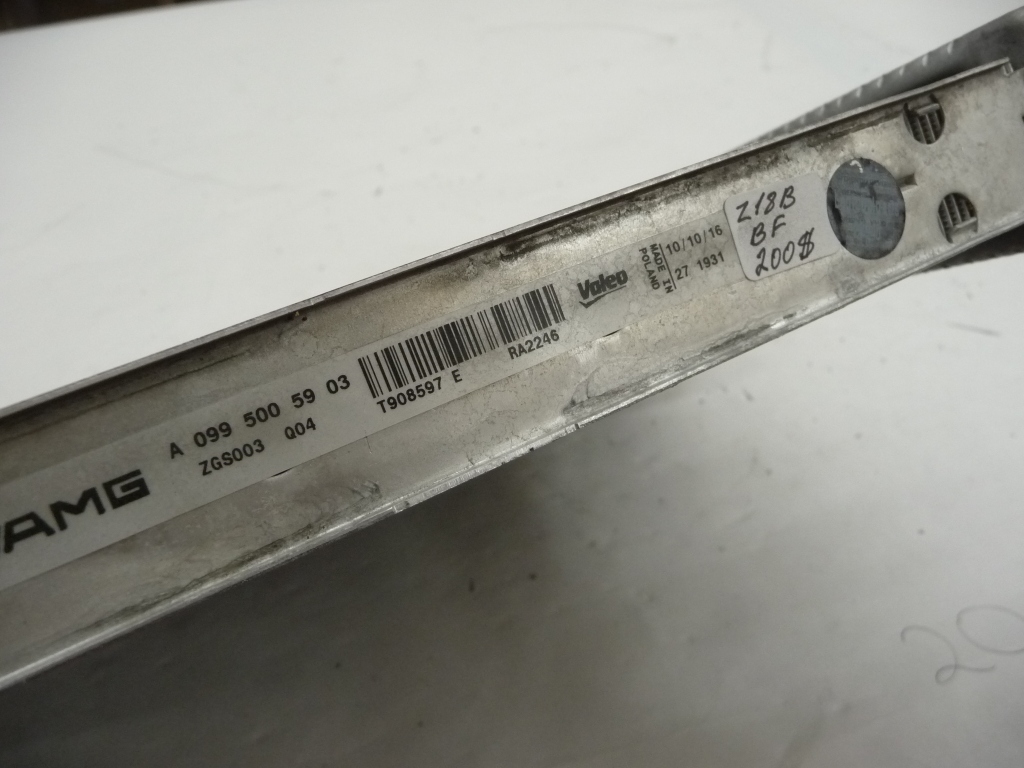 AMG
A 099 500 59 03
ZGS003 Q04
T908597 E
RA2246
Valeo
MADE IN
POLAND
10/10/16
27 1931
Z18B
BF
200$
20